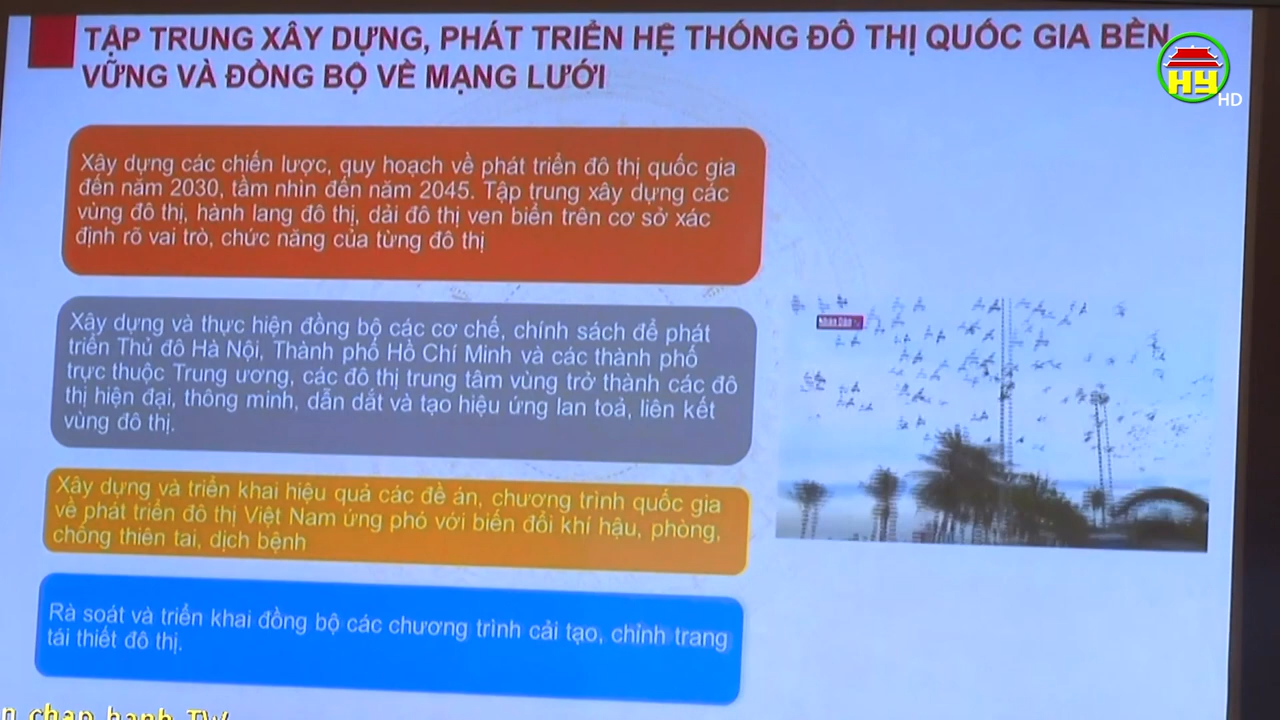 TẬP TRUNG XÂY DỰNG, PHÁT TRIỂN HỆ THỐNG ĐÔ THỊ QUỐC GIA BỀN
VỮNG VÀ ĐỒNG BỘ VỀ MẠNG LƯỚI
HY
HD
Xây dựng các chiến lược, quy hoạch về phát triển đô thị quốc gia
đến năm 2030, tầm nhìn đến năm 2045. Tập trung xây dựng các
vùng đô thị, hành lang đô thị, dải đô thị ven biển trên cơ sở xác
định rõ vai trò, chức năng của từng đô thị
Xây dựng và thực hiện đồng bộ các cơ chế, chính sách để phát
triển Thủ đô Hà Nội, Thành phố Hồ Chí Minh và các thành phố
trực thuộc Trung ương, các đô thị trung tâm vùng trở thành các đô
thị hiện đại, thông minh, dẫn dắt và tạo hiệu ứng lan toả, liên kết
vùng đô thị.
Nhân Dân
Xây dựng và triển khai hiệu quả các đề án, chương trình quốc gia
về phát triển đô thị Việt Nam ứng phó với biến đổi khí hậu, phòng,
chống thiên tai, dịch bệnh
Rà soát và triển khai đồng bộ các chương trình cải tạo, chỉnh trang
tái thiết đô thị.